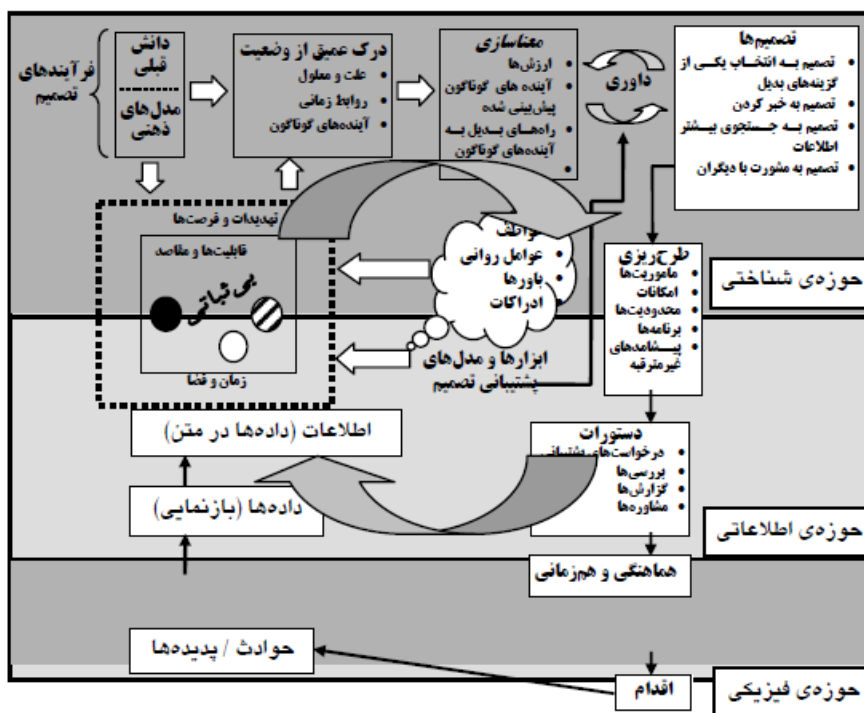 تصمیم‌ها
تصمیم به انتخاب یکی از
گزینه‌های بدیل
تصمیم به خبر کردن
تصمیم به جستجوی بیشتر
اطلاعات
تصمیم به مشورت با دیگران
داوری
معناسازی
ارزش‌ها
آینده های گوناگون
پیش‌بینی شده
راه‌های بدیل به
آینده‌های گوناگون
درک عمیق از وضعیت
علت و معلول
روابط زمانی
آینده‌های گوناگون
دانش
قبلی
مدل‌های
ذهنی
فرآیندهای
تصمیم
تهدیدات و فرصت‌ها
قابلیت‌ها و مقاصد
بی ثباتی
زمان و فضا
عواطف
عوامل روانی
باورها
ادراکات
ابزارها و مدل‌های
پشتیبانی تصمیم
طرح‌ریزی
ماموریت‌ها
امکانات
محدودیت‌ها
برنامه‌ها
پیشامدهای
غیرمترقبه
حوزه‌ی شناختی
اطلاعات (داده‌ها در متن)
داده‌ها (بازنمایی)
دستورات
درخواست‌های پشتیبانی
بررسی‌ها
گزارش‌ها
مشاوره‌ها
حوزه‌ی اطلاعاتی
هماهنگی و هم‌زمانی
حوادث / پدیده‌ها
اقدام
حوزه‌ی فیزیکی